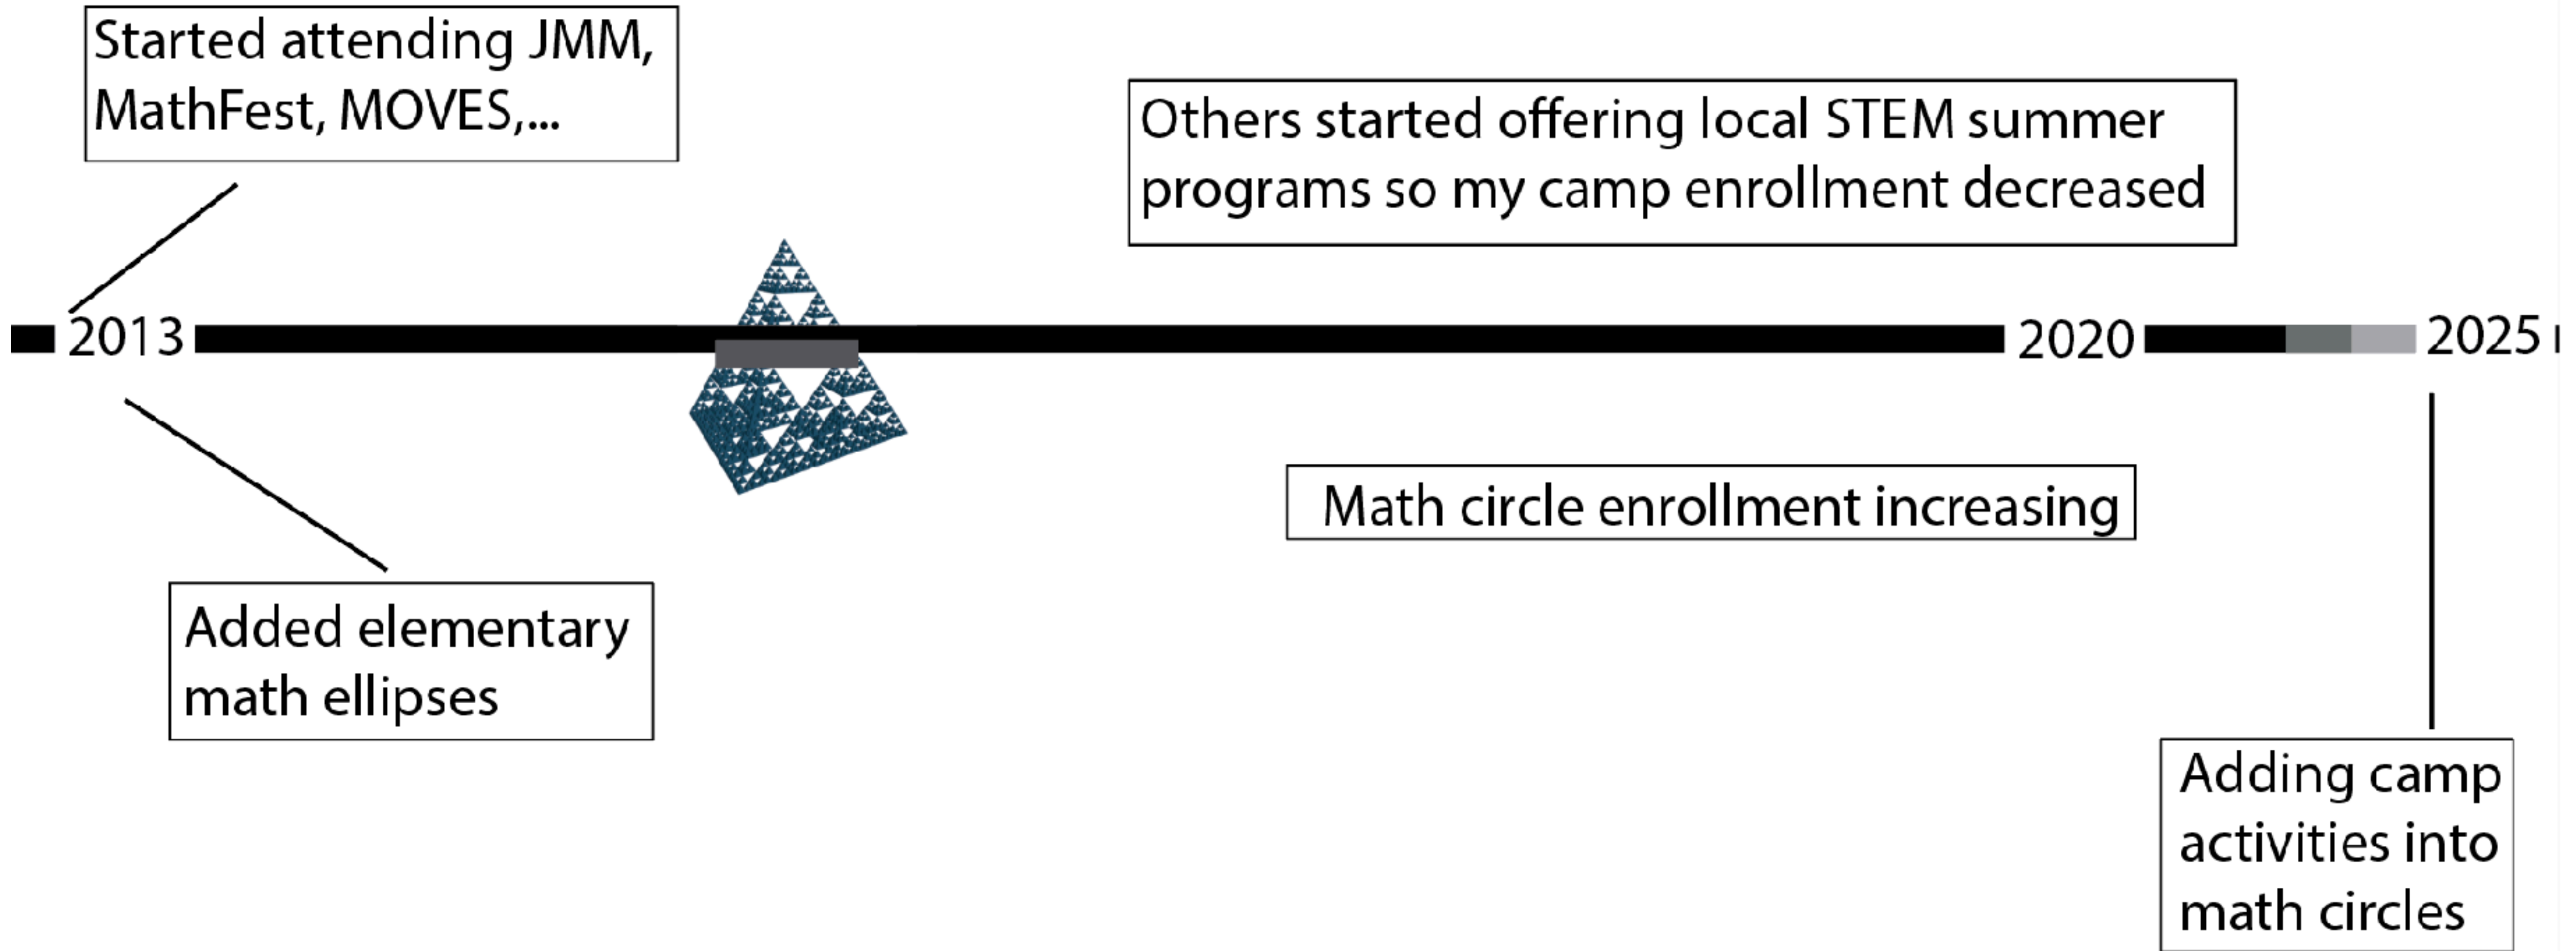 Started attending JMM,
MathFest, MOVES,...
Others started offering local STEM summer
programs so my camp enrollment decreased
2013
2020
2025
Math circle enrollment increasing
Added elementary
math ellipses
Adding camp
activities into
math circles